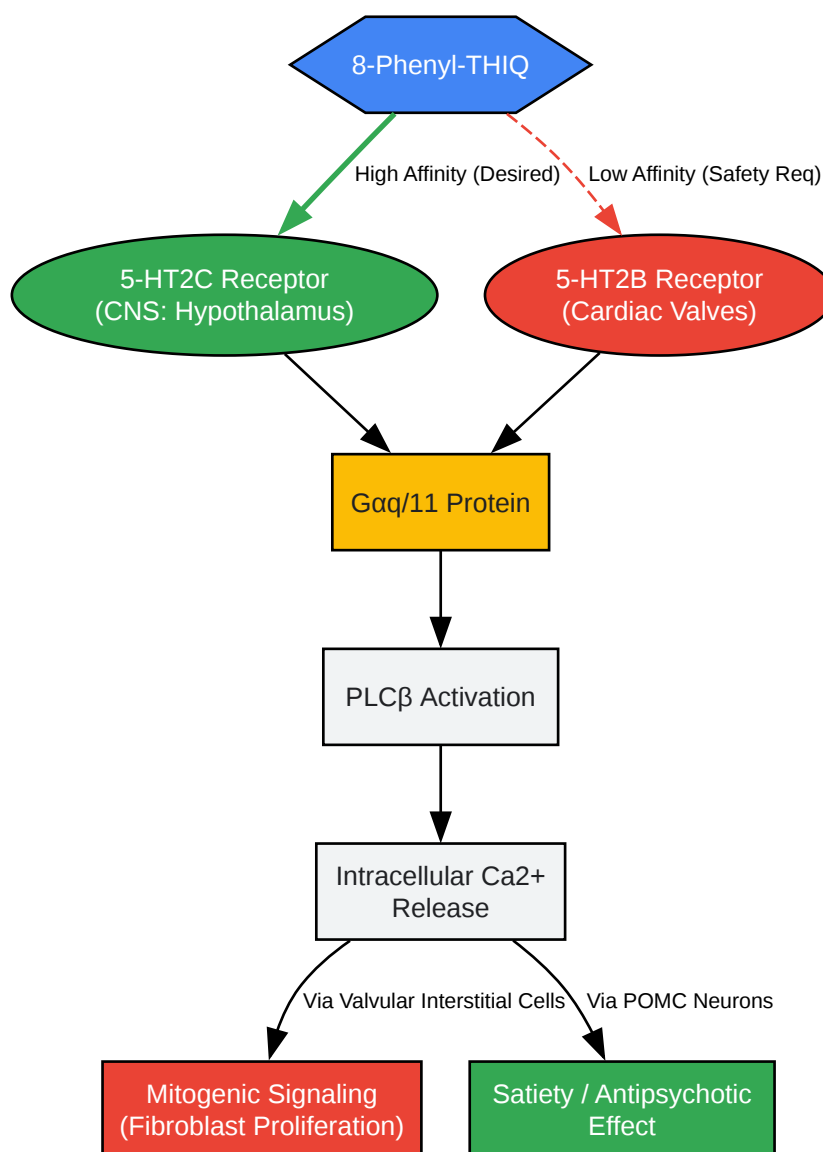 8-Phenyl-THIQ
High Affinity (Desired)
Low Affinity (Safety Req)
5-HT2C Receptor
(CNS: Hypothalamus)
5-HT2B Receptor
(Cardiac Valves)
Gαq/11 Protein
PLCβ Activation
Intracellular Ca2+
Release
Via Valvular Interstitial Cells
Via POMC Neurons
Mitogenic Signaling
(Fibroblast Proliferation)
Satiety / Antipsychotic
Effect